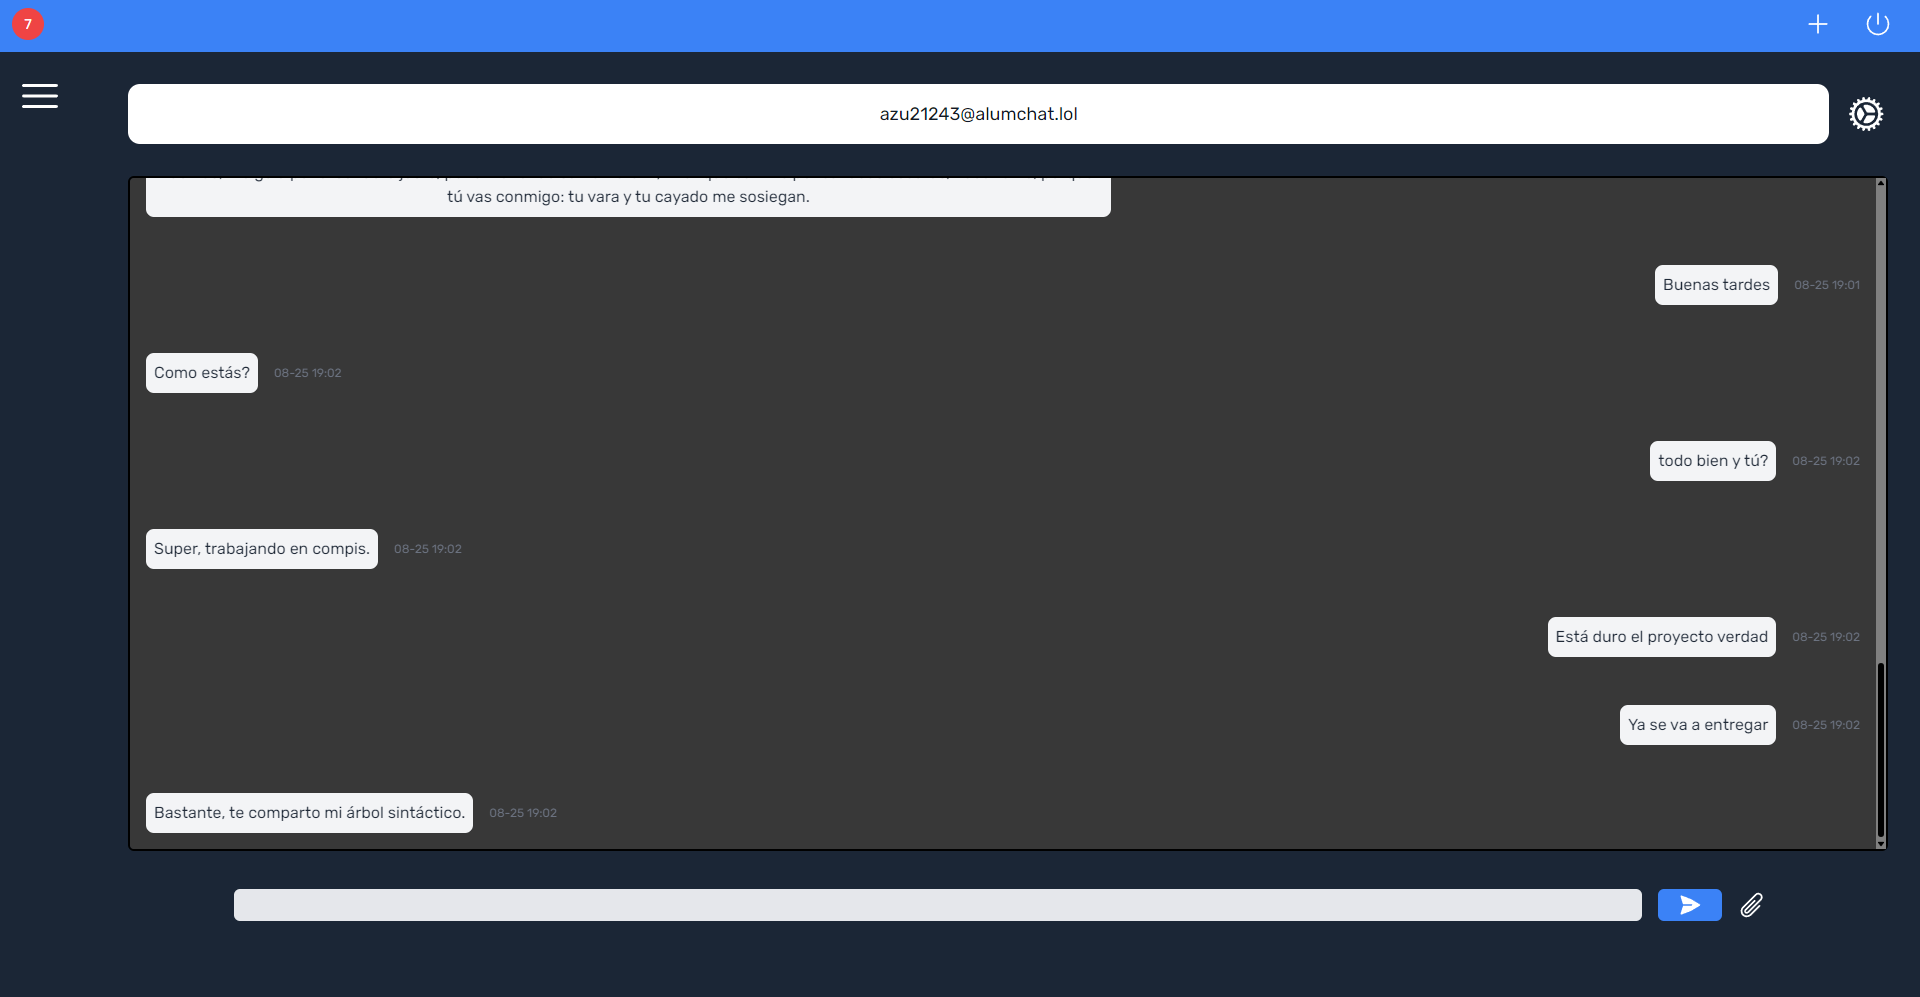 7
azu21243@alumchat.lol
tú vas conmigo: tu vara y tu cayado me sosiegan.
Buenas tardes 08-25 19:01
Como estás? 08-25 19:02
todo bien y tú? 08-25 19:02
Super, trabajando en compis. 08-25 19:02
Está duro el proyecto verdad 08-25 19:02
Ya se va a entregar 08-25 19:02
Bastante, te comparto mi árbol sintáctico. 08-25 19:02